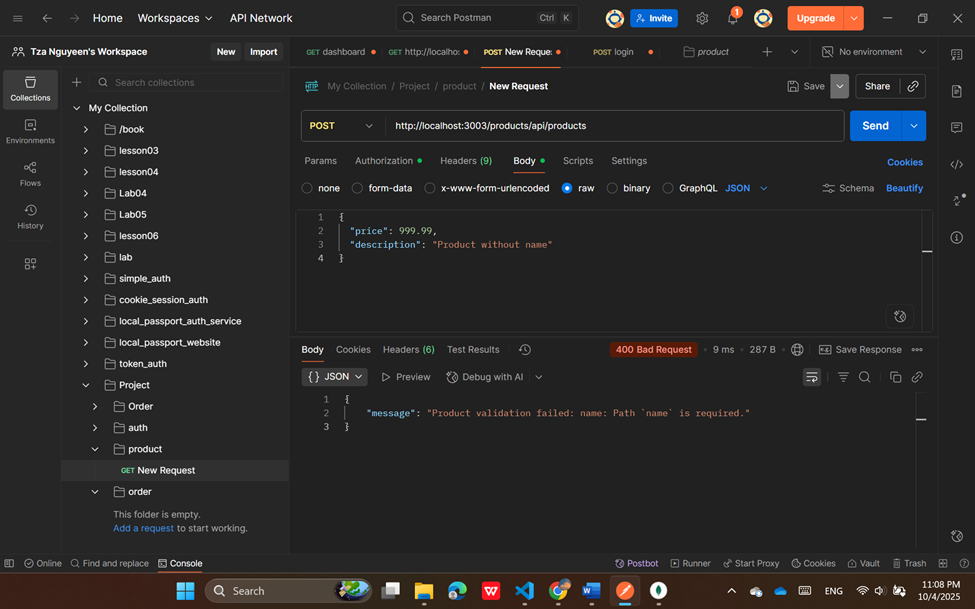 Home Workspaces API Network Search Postman Ctrl K Invite 1 Upgrade
Tza Nguyeen's Workspace New Import GET dashboard GET http://localho: POST New Reque: POST login product No environment
Collections
Environments
Flows
History
Search collections
My Collection
/book
lesson03
lesson04
Lab04
Lab05
lesson06
lab
simple_auth
cookie_session_auth
local_passport_auth_service
local_passport_website
token_auth
Project
Order
auth
product
GET New Request
order
This folder is empty.
Add a request to start working.
HTTP My Collection / Project / product / New Request Save Share
POST http://localhost:3003/products/api/products Send
Params Authorization Headers (9) Body Scripts Settings Cookies
none form-data x-www-form-urlencoded raw binary GraphQL JSON Schema Beautify
1 {
2 "price": 999.99,
3 "description": "Product without name"
4 }
Body Cookies Headers (6) Test Results 400 Bad Request 9 ms 287 B Save Response
{} JSON Preview Debug with AI
1 {
2 "message": "Product validation failed: name: Path `name` is required."
3 }
Online Find and replace Console Postbot Runner Start Proxy Cookies Vault Trash
Search ENG 11:08 PM
10/4/2025